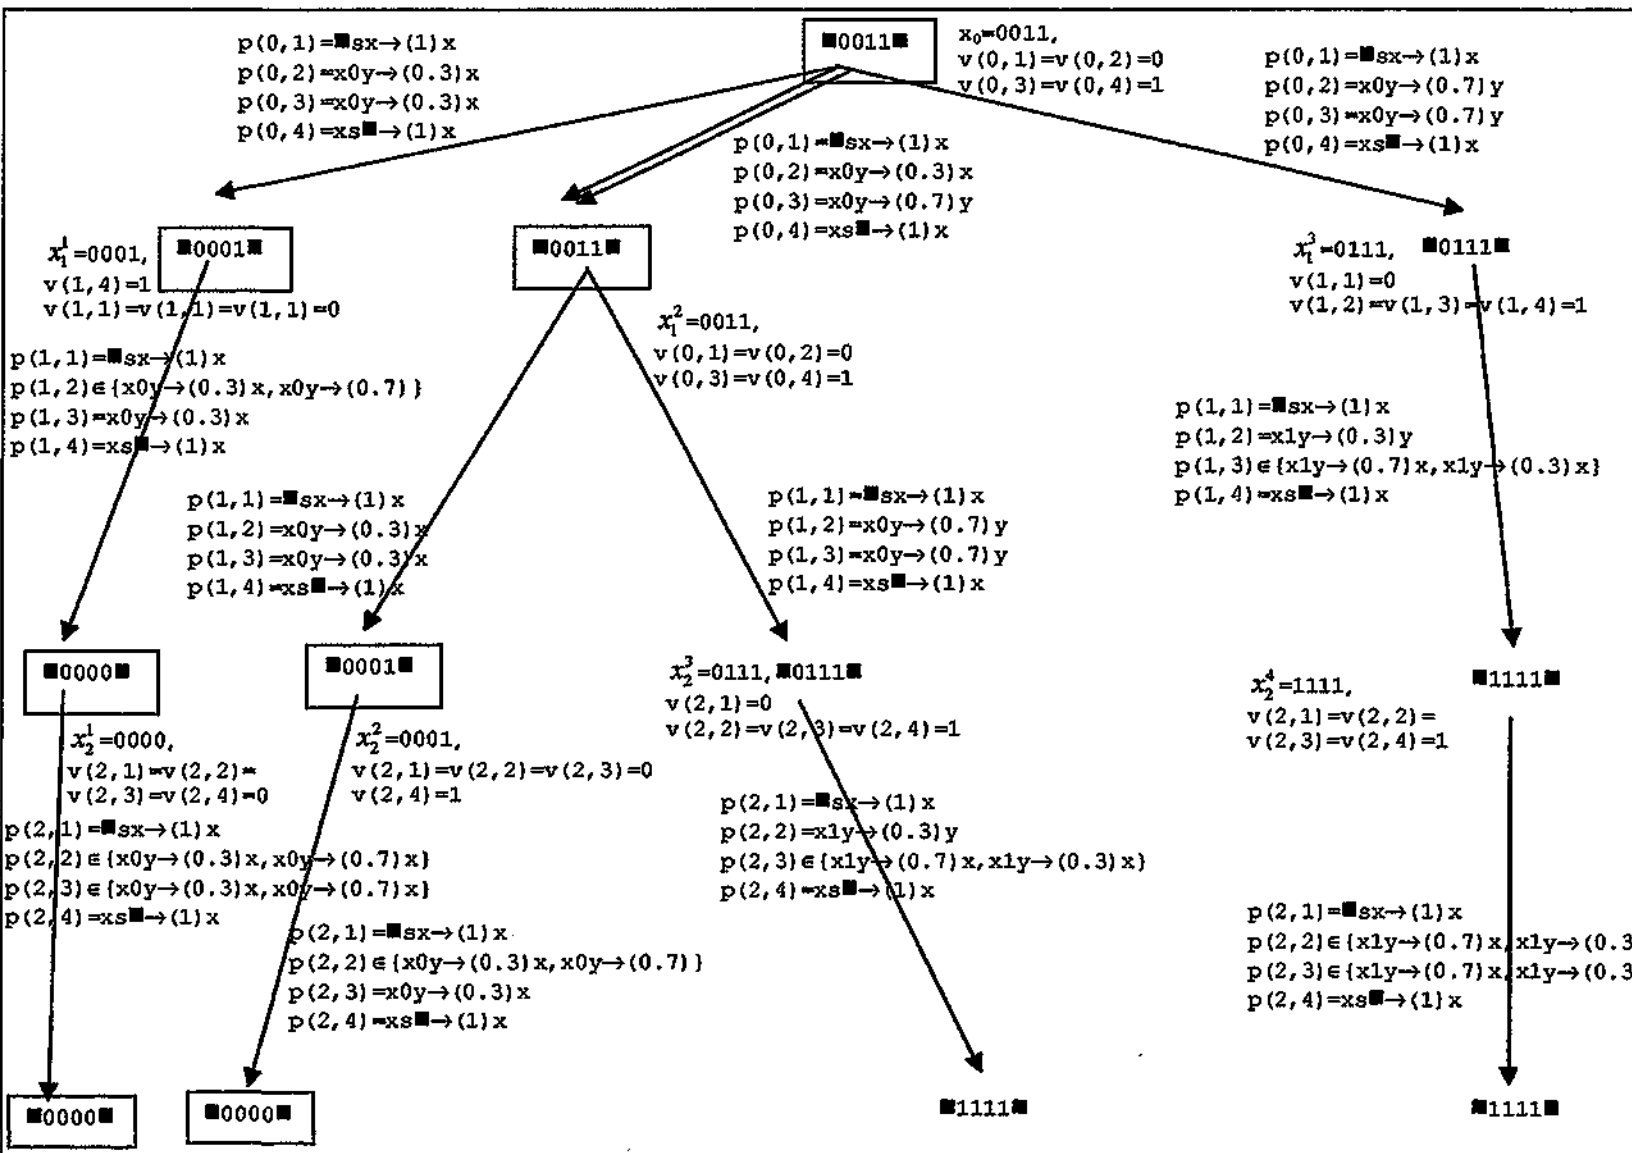 ■0011■
x₀=0011,
v(0,1)=v(0,2)=0
v(0,3)=v(0,4)=1
p(0,1)=■sx→(1)x
p(0,2)=x0y→(0.3)x
p(0,3)=x0y→(0.3)x
p(0,4)=xs■→(1)x
p(0,1)=■sx→(1)x
p(0,2)=x0y→(0.3)x
p(0,3)=x0y→(0.7)y
p(0,4)=xs■→(1)x
p(0,1)=■sx→(1)x
p(0,2)=x0y→(0.7)y
p(0,3)=x0y→(0.7)y
p(0,4)=xs■→(1)x
x₁¹=0001,
■0001■
v(1,4)=1
v(1,1)=v(1,1)=v(1,1)=0
■0011■
x₁²=0011,
v(0,1)=v(0,2)=0
v(0,3)=v(0,4)=1
x₁³=0111,
■0111■
v(1,1)=0
v(1,2)=v(1,3)=v(1,4)=1
p(1,1)=■sx→(1)x
p(1,2)∈{x0y→(0.3)x,x0y→(0.7)}
p(1,3)=x0y→(0.3)x
p(1,4)=xs■→(1)x
p(1,1)=■sx→(1)x
p(1,2)=x0y→(0.3)x
p(1,3)=x0y→(0.3)x
p(1,4)=xs■→(1)x
p(1,1)=■sx→(1)x
p(1,2)=x0y→(0.7)y
p(1,3)=x0y→(0.7)y
p(1,4)=xs■→(1)x
p(1,1)=■sx→(1)x
p(1,2)=x1y→(0.3)y
p(1,3)∈{x1y→(0.7)x,x1y→(0.3)x}
p(1,4)=xs■→(1)x
■0000■
x₂¹=0000,
v(2,1)=v(2,2)=
v(2,3)=v(2,4)=0
■0001■
x₂²=0001,
v(2,1)=v(2,2)=v(2,3)=0
v(2,4)=1
x₂³=0111, ■0111■
v(2,1)=0
v(2,2)=v(2,3)=v(2,4)=1
■1111■
x₂⁴=1111,
v(2,1)=v(2,2)=
v(2,3)=v(2,4)=1
p(2,1)=■sx→(1)x
p(2,2)∈{x0y→(0.3)x,x0y→(0.7)x}
p(2,3)∈{x0y→(0.3)x,x0y→(0.7)x}
p(2,4)=xs■→(1)x
p(2,1)=■sx→(1)x
p(2,2)∈{x0y→(0.3)x,x0y→(0.7)}
p(2,3)=x0y→(0.3)x
p(2,4)=xs■→(1)x
p(2,1)=■sx→(1)x
p(2,2)=x1y→(0.3)y
p(2,3)∈{x1y→(0.7)x,x1y→(0.3)x}
p(2,4)=xs■→(1)x
p(2,1)=■sx→(1)x
p(2,2)∈{x1y→(0.7)x,x1y→(0.3
p(2,3)∈{x1y→(0.7)x,x1y→(0.3
p(2,4)=xs■→(1)x
■0000■
■0000■
■1111■
■1111■